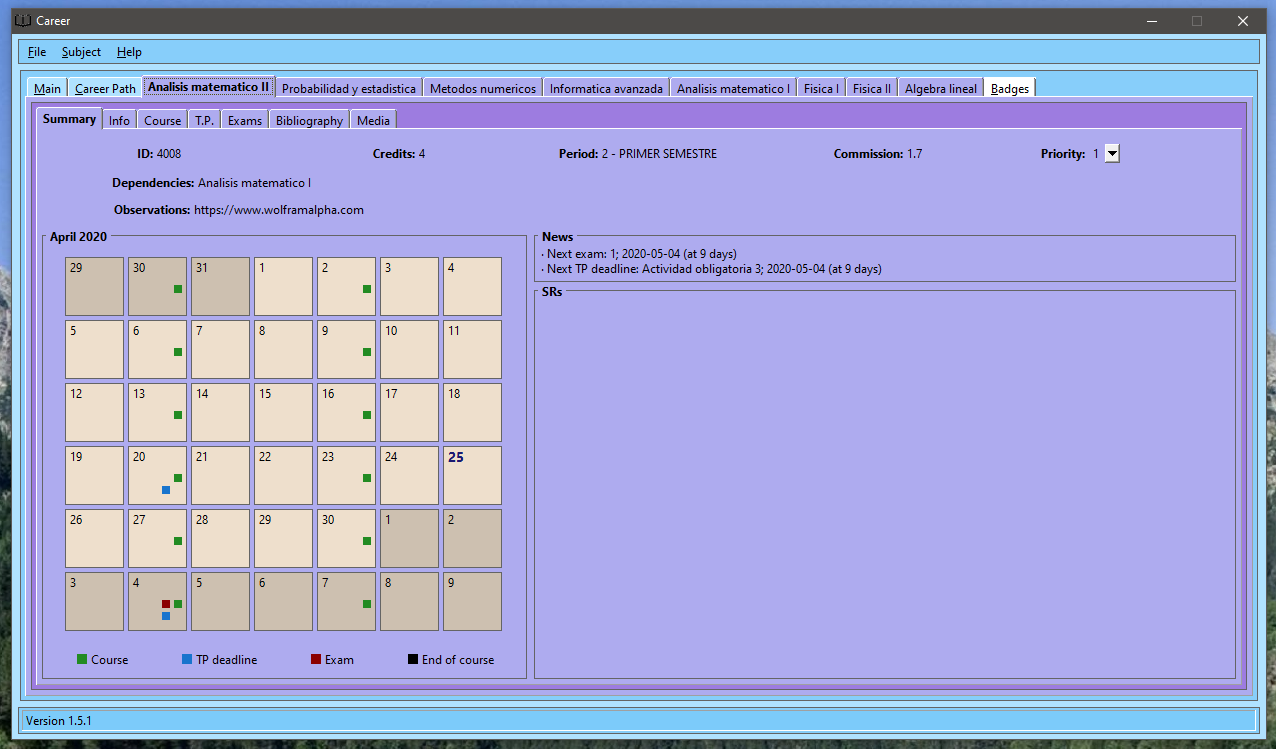 Career
File Subject Help
Main Career Path Analisis matematico II Probabilidad y estadistica Metodos numericos Informatica avanzada Analisis matematico I Fisica I Fisica II Algebra lineal Badges
Summary Info Course T.P. Exams Bibliography Media
ID: 4008 Credits: 4 Period: 2 - PRIMER SEMESTRE Commission: 1.7 Priority: 1
Dependencies: Analisis matematico I
Observations: https://www.wolframalpha.com
April 2020
29 30 31 1 2 3 4
5 6 7 8 9 10 11
12 13 14 15 16 17 18
19 20 21 22 23 24 25
26 27 28 29 30 1 2
3 4 5 6 7 8 9
Course TP deadline Exam End of course
News
· Next exam: 1; 2020-05-04 (at 9 days)
· Next TP deadline: Actividad obligatoria 3; 2020-05-04 (at 9 days)
SRs
Version 1.5.1